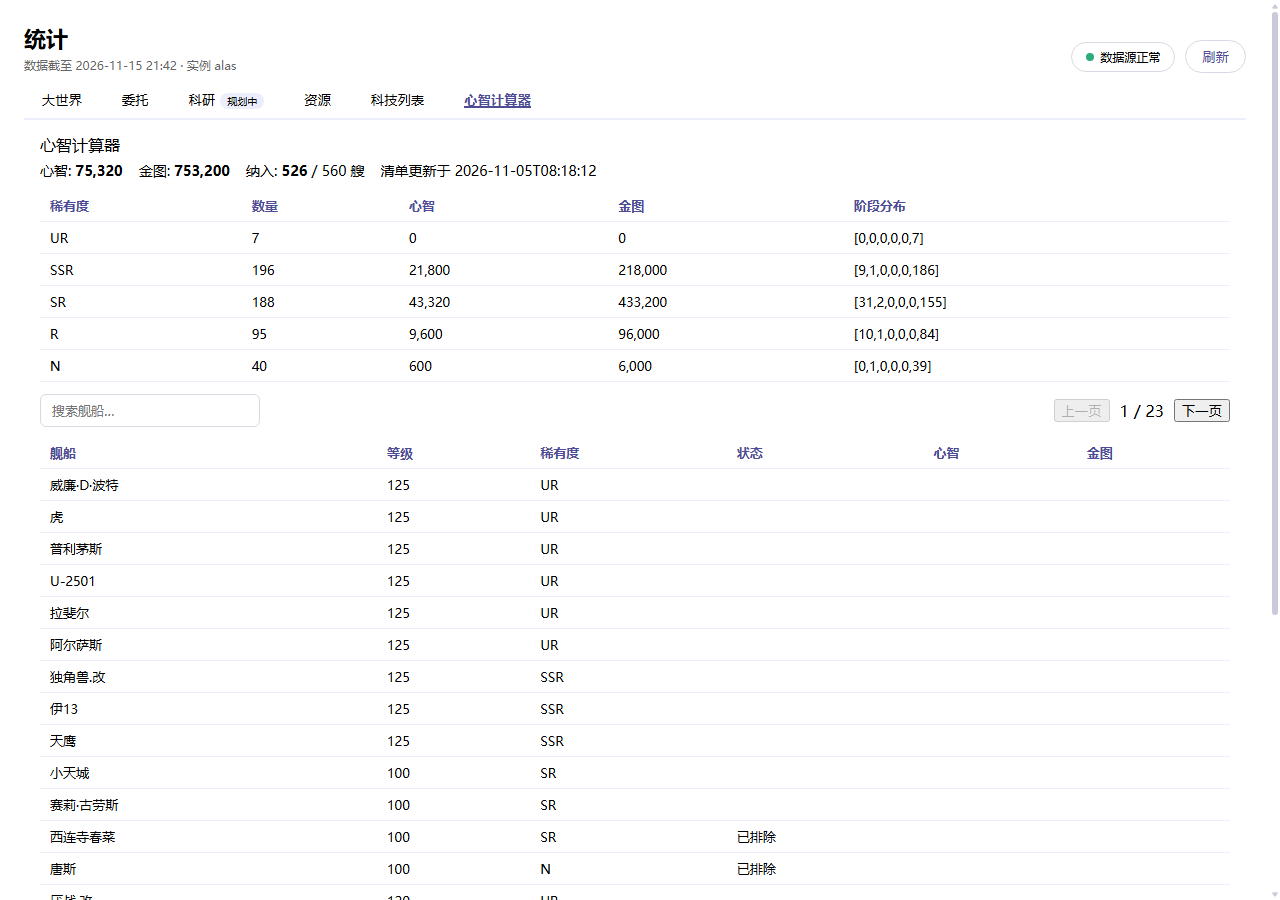 统计
数据截至 2026-11-15 21:42 · 实例 alas
数据源正常 刷新
大世界 委托 科研 规划中 资源 科技列表 心智计算器
心智计算器
心智: 75,320 金图: 753,200 纳入: 526 / 560 艘 清单更新于 2026-11-05T08:18:12
稀有度 数量 心智 金图 阶段分布
UR 7 0 0 [0,0,0,0,0,7]
SSR 196 21,800 218,000 [9,1,0,0,0,186]
SR 188 43,320 433,200 [31,2,0,0,0,155]
R 95 9,600 96,000 [10,1,0,0,0,84]
N 40 600 6,000 [0,1,0,0,0,39]
搜索舰船... 上一页 1 / 23 下一页
舰船 等级 稀有度 状态 心智 金图
威廉·D·波特 125 UR
虎 125 UR
普利茅斯 125 UR
U-2501 125 UR
拉斐尔 125 UR
阿尔萨斯 125 UR
独角兽.改 125 SSR
伊13 125 SSR
天鹰 125 SSR
小天城 100 SR
赛莉·古劳斯 100 SR
西连寺春菜 100 SR 已排除
唐斯 100 N 已排除
120 UR